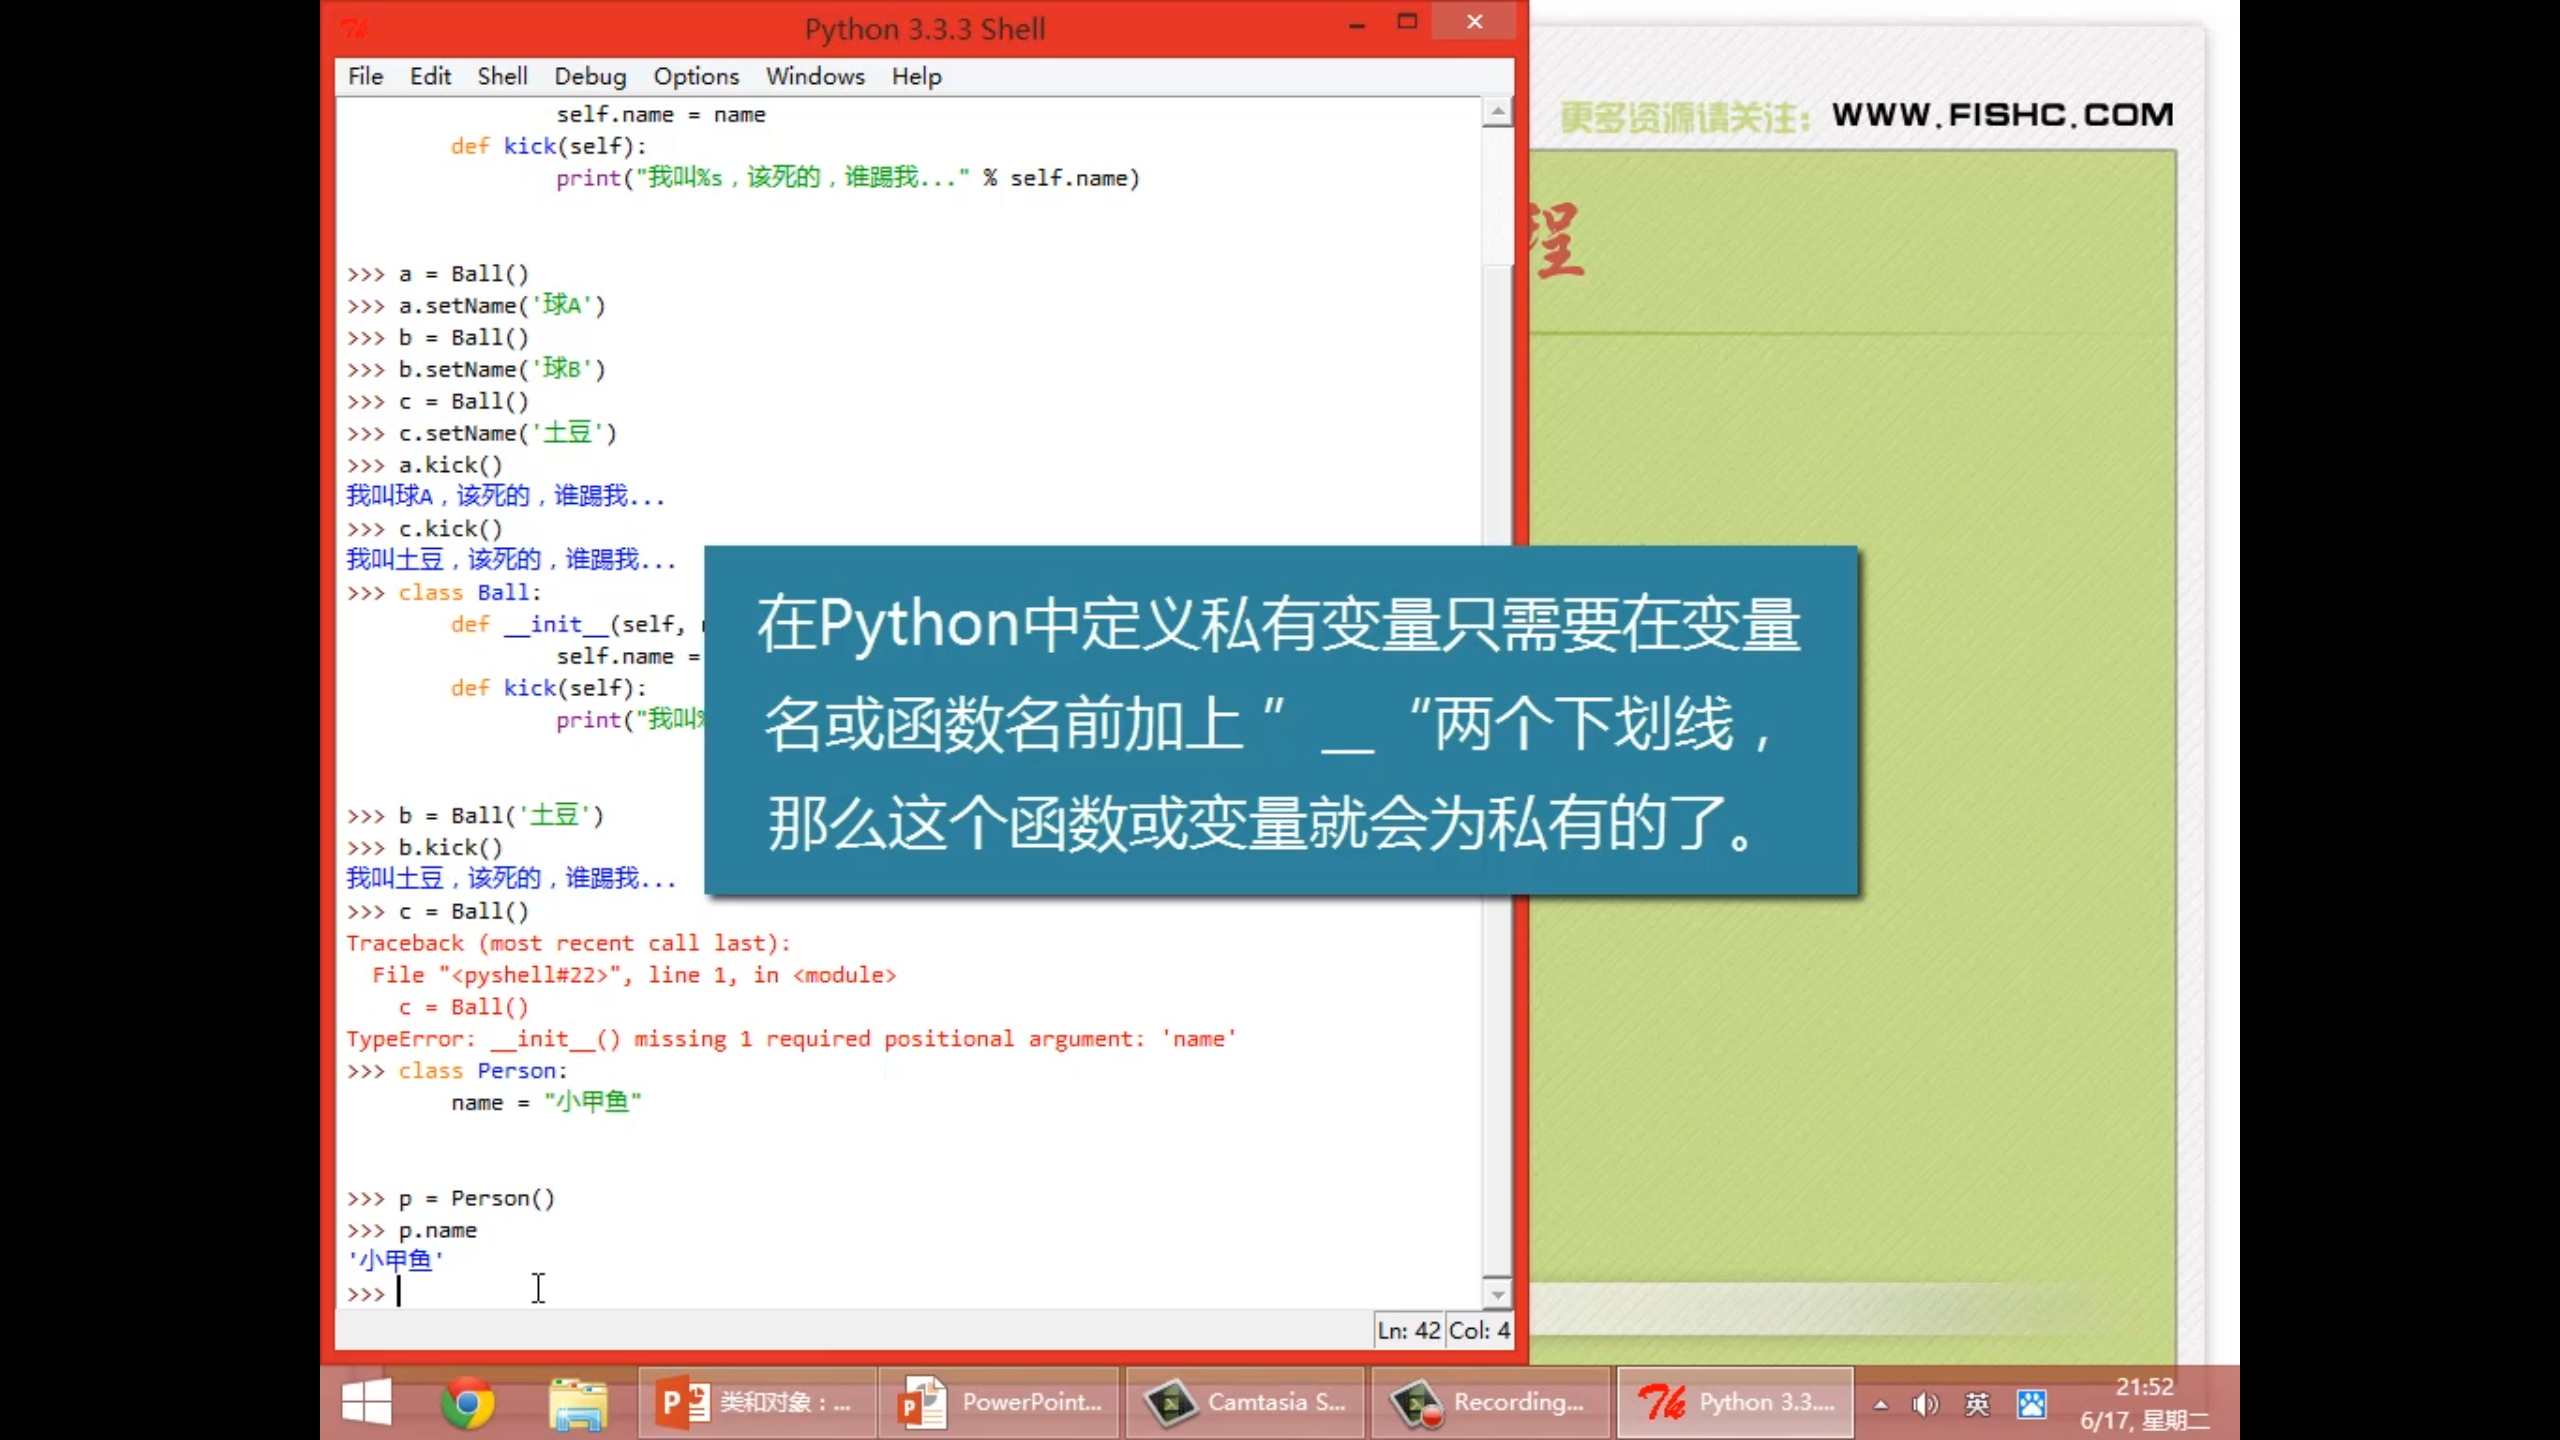 Python 3.3.3 Shell
File Edit Shell Debug Options Windows Help
self.name = name
def kick(self):
print("我叫%s，该死的，谁踢我..." % self.name)
>>> a = Ball()
>>> a.setName('球A')
>>> b = Ball()
>>> b.setName('球B')
>>> c = Ball()
>>> c.setName('土豆')
>>> a.kick()
我叫球A，该死的，谁踢我...
>>> c.kick()
我叫土豆，该死的，谁踢我...
>>> class Ball:
def __init__(self,
self.name =
def kick(self):
print("我叫
>>> b = Ball('土豆')
>>> b.kick()
我叫土豆，该死的，谁踢我...
>>> c = Ball()
Traceback (most recent call last):
File "<pyshell#22>", line 1, in <module>
c = Ball()
TypeError: __init__() missing 1 required positional argument: 'name'
>>> class Person:
name = "小甲鱼"
>>> p = Person()
>>> p.name
'小甲鱼'
>>>
Ln: 42 Col: 4
更多资源请关注: WWW.FISHC.COM
程
在Python中定义私有变量只需要在变量
名或函数名前加上 ” __ “两个下划线，
那么这个函数或变量就会为私有的了。
类和对象：...
PowerPoint...
Camtasia S...
Recording...
Python 3.3....
英
21:52
6/17, 星期二